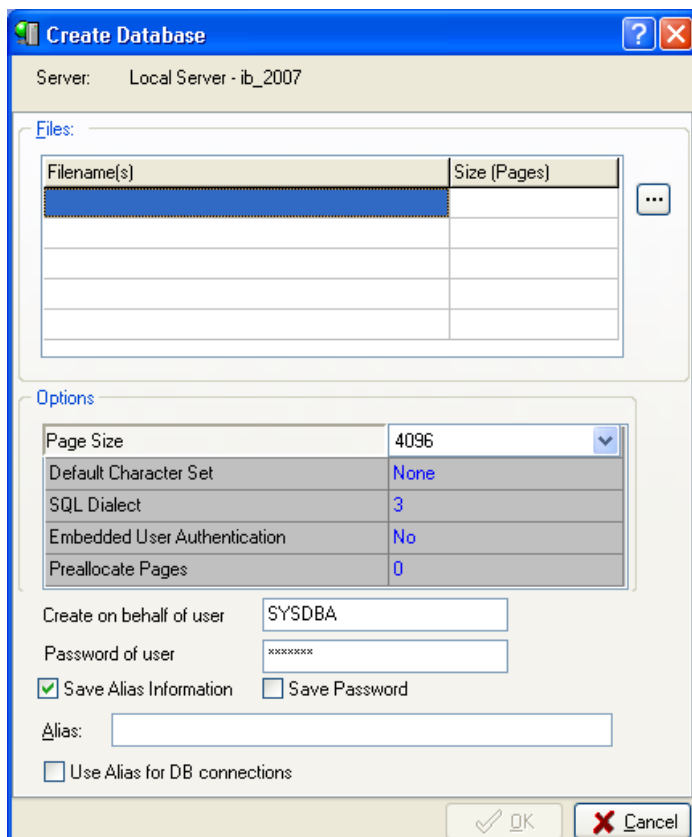 Create Database
Server: Local Server - ib_2007
Files:
Filename(s) Size (Pages)
...
Options
Page Size 4096
Default Character Set None
SQL Dialect 3
Embedded User Authentication No
Preallocate Pages 0
Create on behalf of user SYSDBA
Password of user *******
Save Alias Information Save Password
Alias:
Use Alias for DB connections
OK Cancel